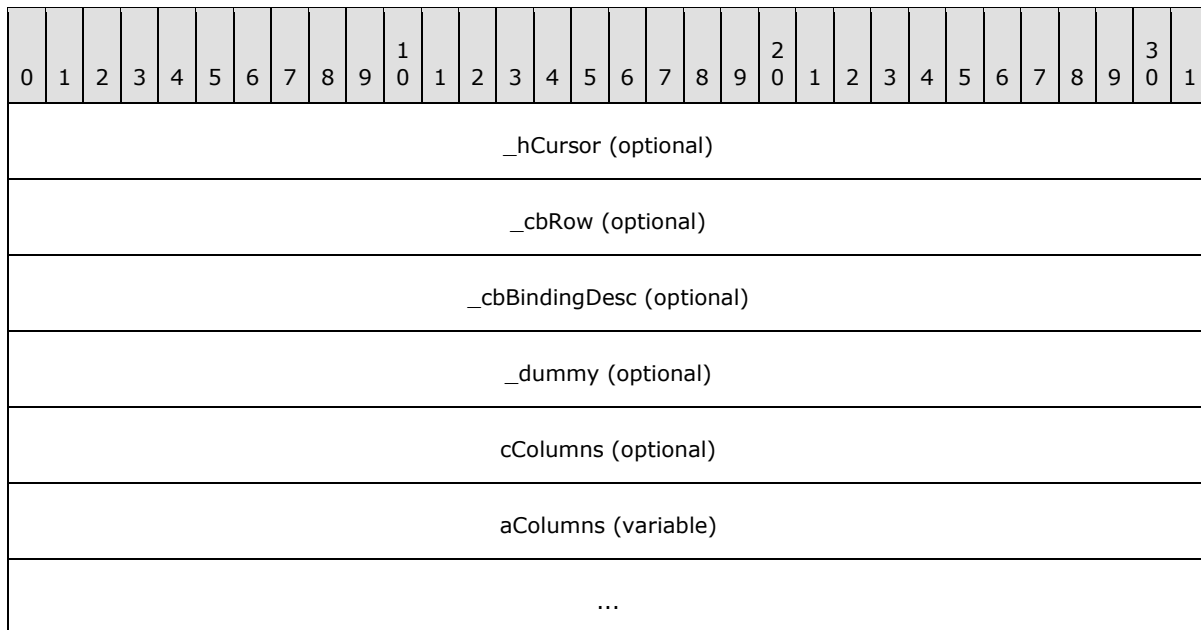 1 2 3
0 1 2 3 4 5 6 7 8 9 0 1 2 3 4 5 6 7 8 9 0 1 2 3 4 5 6 7 8 9 0 1
_hCursor (optional)
_cbRow (optional)
_cbBindingDesc (optional)
_dummy (optional)
cColumns (optional)
aColumns (variable)
...